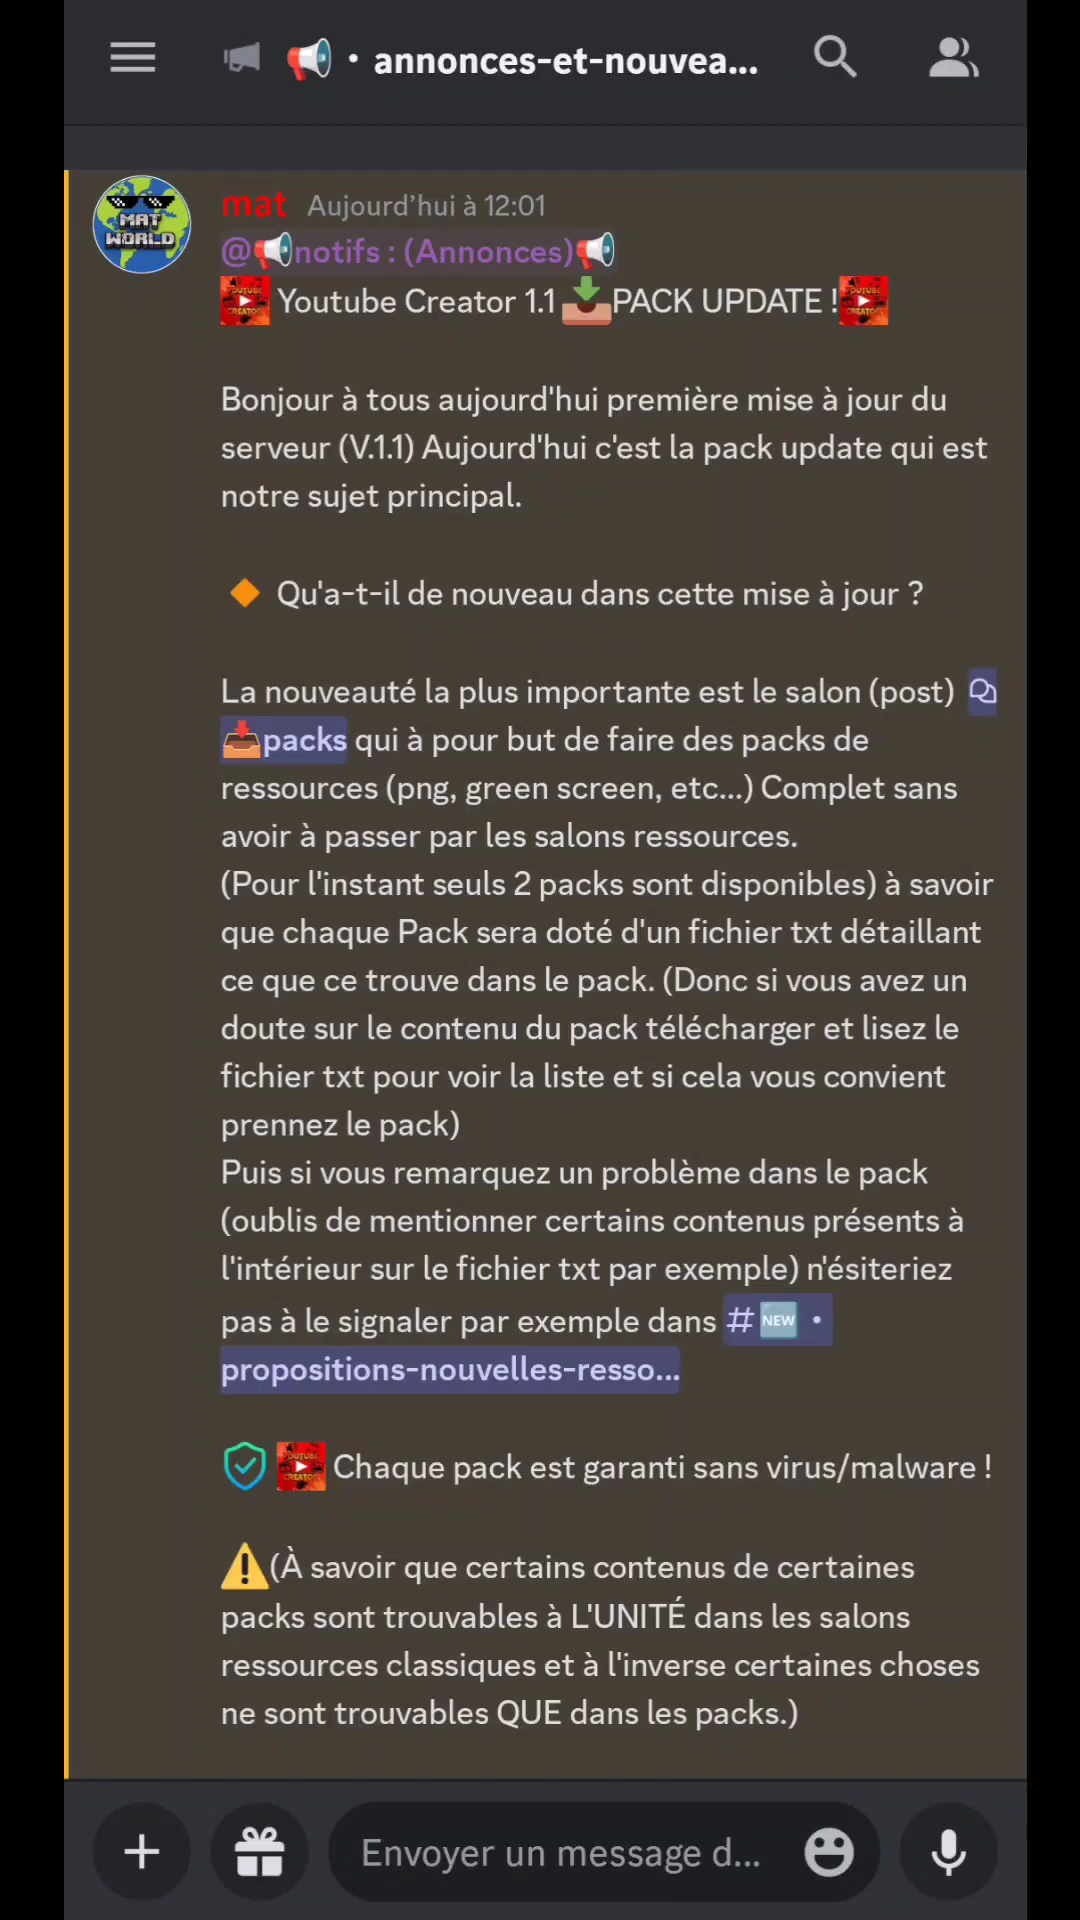 📢 • annonces-et-nouvea...
MAT
WORLD
mat Aujourd’hui à 12:01
@📢notifs : (Annonces)📢
Youtube Creator 1.1 PACK UPDATE !
Bonjour à tous aujourd'hui première mise à jour du
serveur (V.1.1) Aujourd'hui c'est la pack update qui est
notre sujet principal.
🔸 Qu'a-t-il de nouveau dans cette mise à jour ?
La nouveauté la plus importante est le salon (post)
📥packs qui à pour but de faire des packs de
ressources (png, green screen, etc...) Complet sans
avoir à passer par les salons ressources.
(Pour l'instant seuls 2 packs sont disponibles) à savoir
que chaque Pack sera doté d'un fichier txt détaillant
ce que ce trouve dans le pack. (Donc si vous avez un
doute sur le contenu du pack télécharger et lisez le
fichier txt pour voir la liste et si cela vous convient
prennez le pack)
Puis si vous remarquez un problème dans le pack
(oublis de mentionner certains contenus présents à
l'intérieur sur le fichier txt par exemple) n'ésiteriez
pas à le signaler par exemple dans #🆕 •
propositions-nouvelles-resso...
Chaque pack est garanti sans virus/malware !
⚠️(À savoir que certains contenus de certaines
packs sont trouvables à L'UNITÉ dans les salons
ressources classiques et à l'inverse certaines choses
ne sont trouvables QUE dans les packs.)
Envoyer un message d...